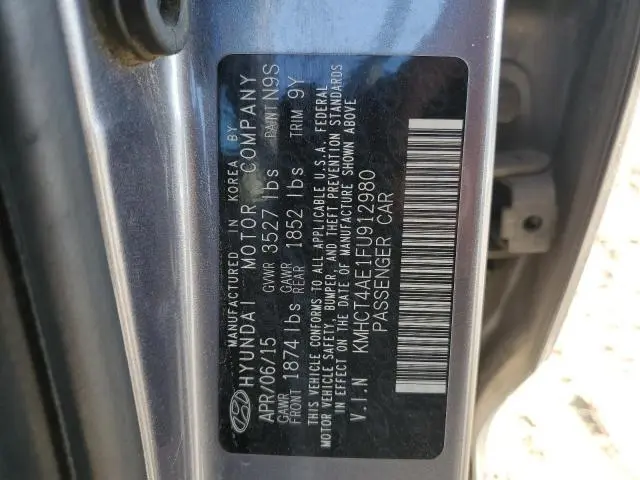 MANUFACTURED IN KOREA BY
HYUNDAI MOTOR COMPANY
APR/06/15 GVWR 3527 lbs PAINT N9S
GAWR FRONT 1874 lbs GAWR REAR 1852 lbs TRIM 9Y
THIS VEHICLE CONFORMS TO ALL APPLICABLE U.S.A. FEDERAL
MOTOR VEHICLE SAFETY, BUMPER, AND THEFT PREVENTION STANDARDS
IN EFFECT ON THE DATE OF MANUFACTURE SHOWN ABOVE
V.I.N KMHCT4AE1FU912980
PASSENGER CAR